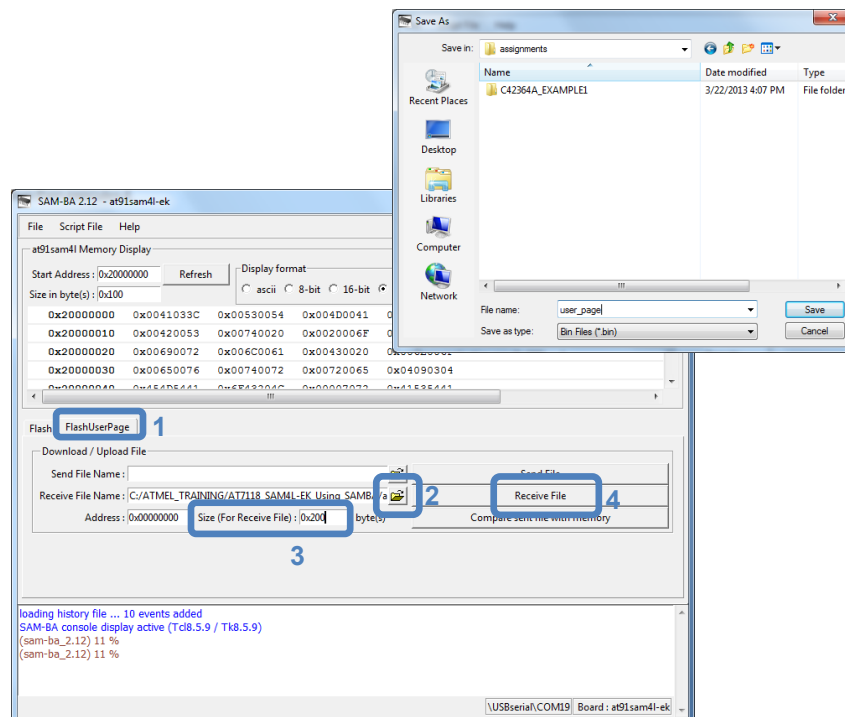 Save As
Save in: assignments
Name Date modified Type
C42364A_EXAMPLE1 3/22/2013 4:07 PM File folder
Recent Places
Desktop
Libraries
Computer
Network
File name: user_page Save
Save as type: Bin Files (*.bin) Cancel
SAM-BA 2.12 - at91sam4l-ek
File Script File Help
at91sam4l Memory Display
Start Address : 0x20000000 Refresh Display format
Size in byte(s) : 0x100 ascii 8-bit 16-bit
0x20000000 0x0041033C 0x00530054 0x004D0041
0x20000010 0x00420053 0x00740020 0x0020006F
0x20000020 0x00690072 0x006C0061 0x00430020
0x20000030 0x00650076 0x00740072 0x00720065 0x04090304
0x20000040 0x454D5441 0x6F43204C 0x00007072 0x41535441
Flash FlashUserPage 1
Download / Upload File
Send File Name : Send File
Receive File Name : C:/ATMEL_TRAINING/AT7118_SAM4L-EK_Using_SAMBA/a 2 Receive File 4
Address : 0x00000000 Size (For Receive File) : 0x200 byte(s) Compare sent file with memory
3
loading history file ... 10 events added
SAM-BA console display active (Tcl8.5.9 / Tk8.5.9)
(sam-ba_2.12) 11 %
(sam-ba_2.12) 11 %
\USBserial\COM19 Board : at91sam4l-ek